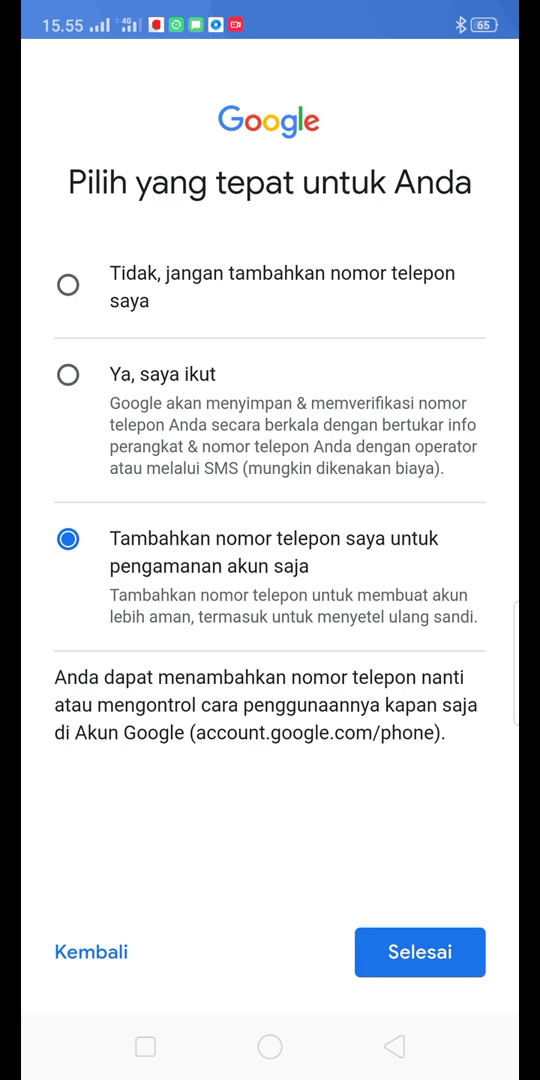 15.55 4G 65
Google
Pilih yang tepat untuk Anda
Tidak, jangan tambahkan nomor telepon
saya
Ya, saya ikut
Google akan menyimpan & memverifikasi nomor
telepon Anda secara berkala dengan bertukar info
perangkat & nomor telepon Anda dengan operator
atau melalui SMS (mungkin dikenakan biaya).
Tambahkan nomor telepon saya untuk
pengamanan akun saja
Tambahkan nomor telepon untuk membuat akun
lebih aman, termasuk untuk menyetel ulang sandi.
Anda dapat menambahkan nomor telepon nanti
atau mengontrol cara penggunaannya kapan saja
di Akun Google (account.google.com/phone).
Kembali Selesai